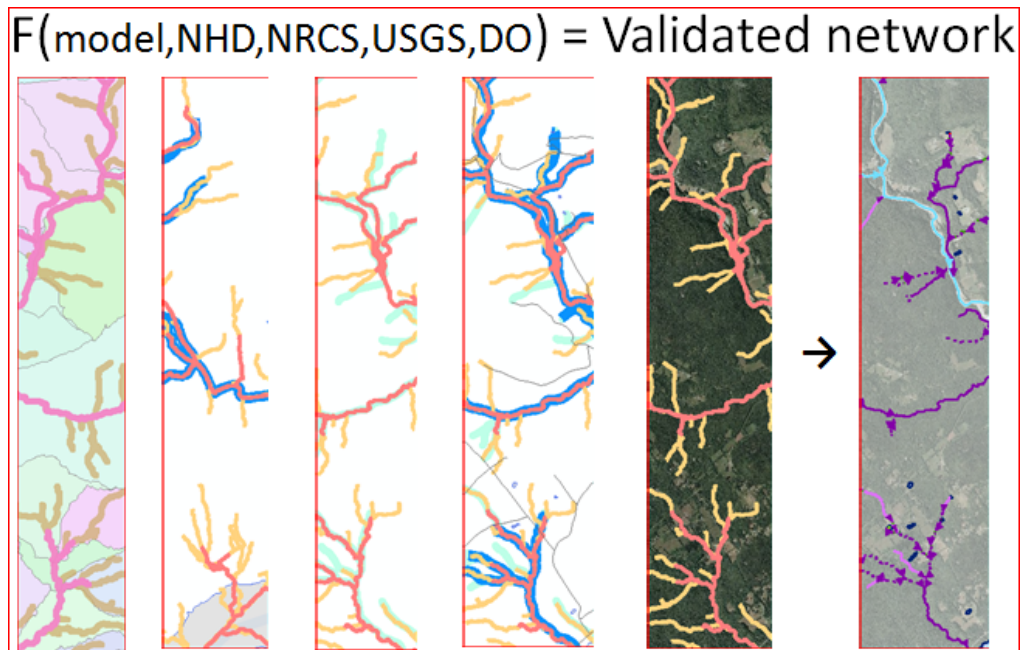 F(model,NHD,NRCS,USGS,DO) = Validated network
→